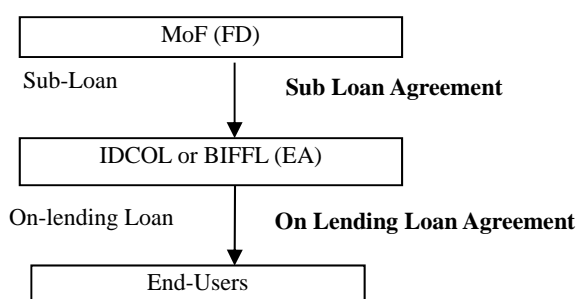 MoF (FD)
Sub-Loan
Sub Loan Agreement
IDCOL or BIFFL (EA)
On-lending Loan
On Lending Loan Agreement
End-Users